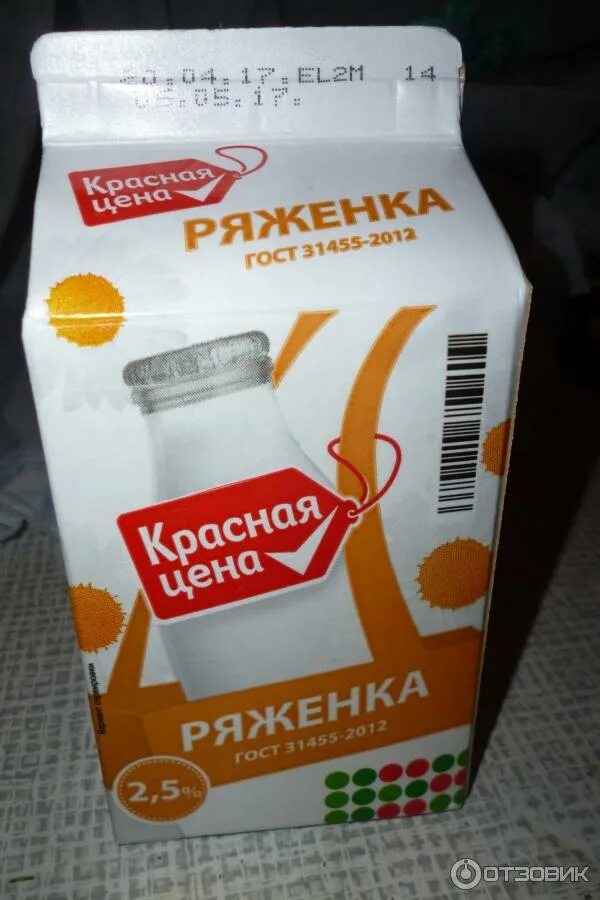 20.04.17.EL2M 14
05.05.17.
Красная
цена
РЯЖЕНКА
ГОСТ 31455-2012
Красная
цена
РЯЖЕНКА
ГОСТ 31455-2012
2,5%
ОТЗОВИК